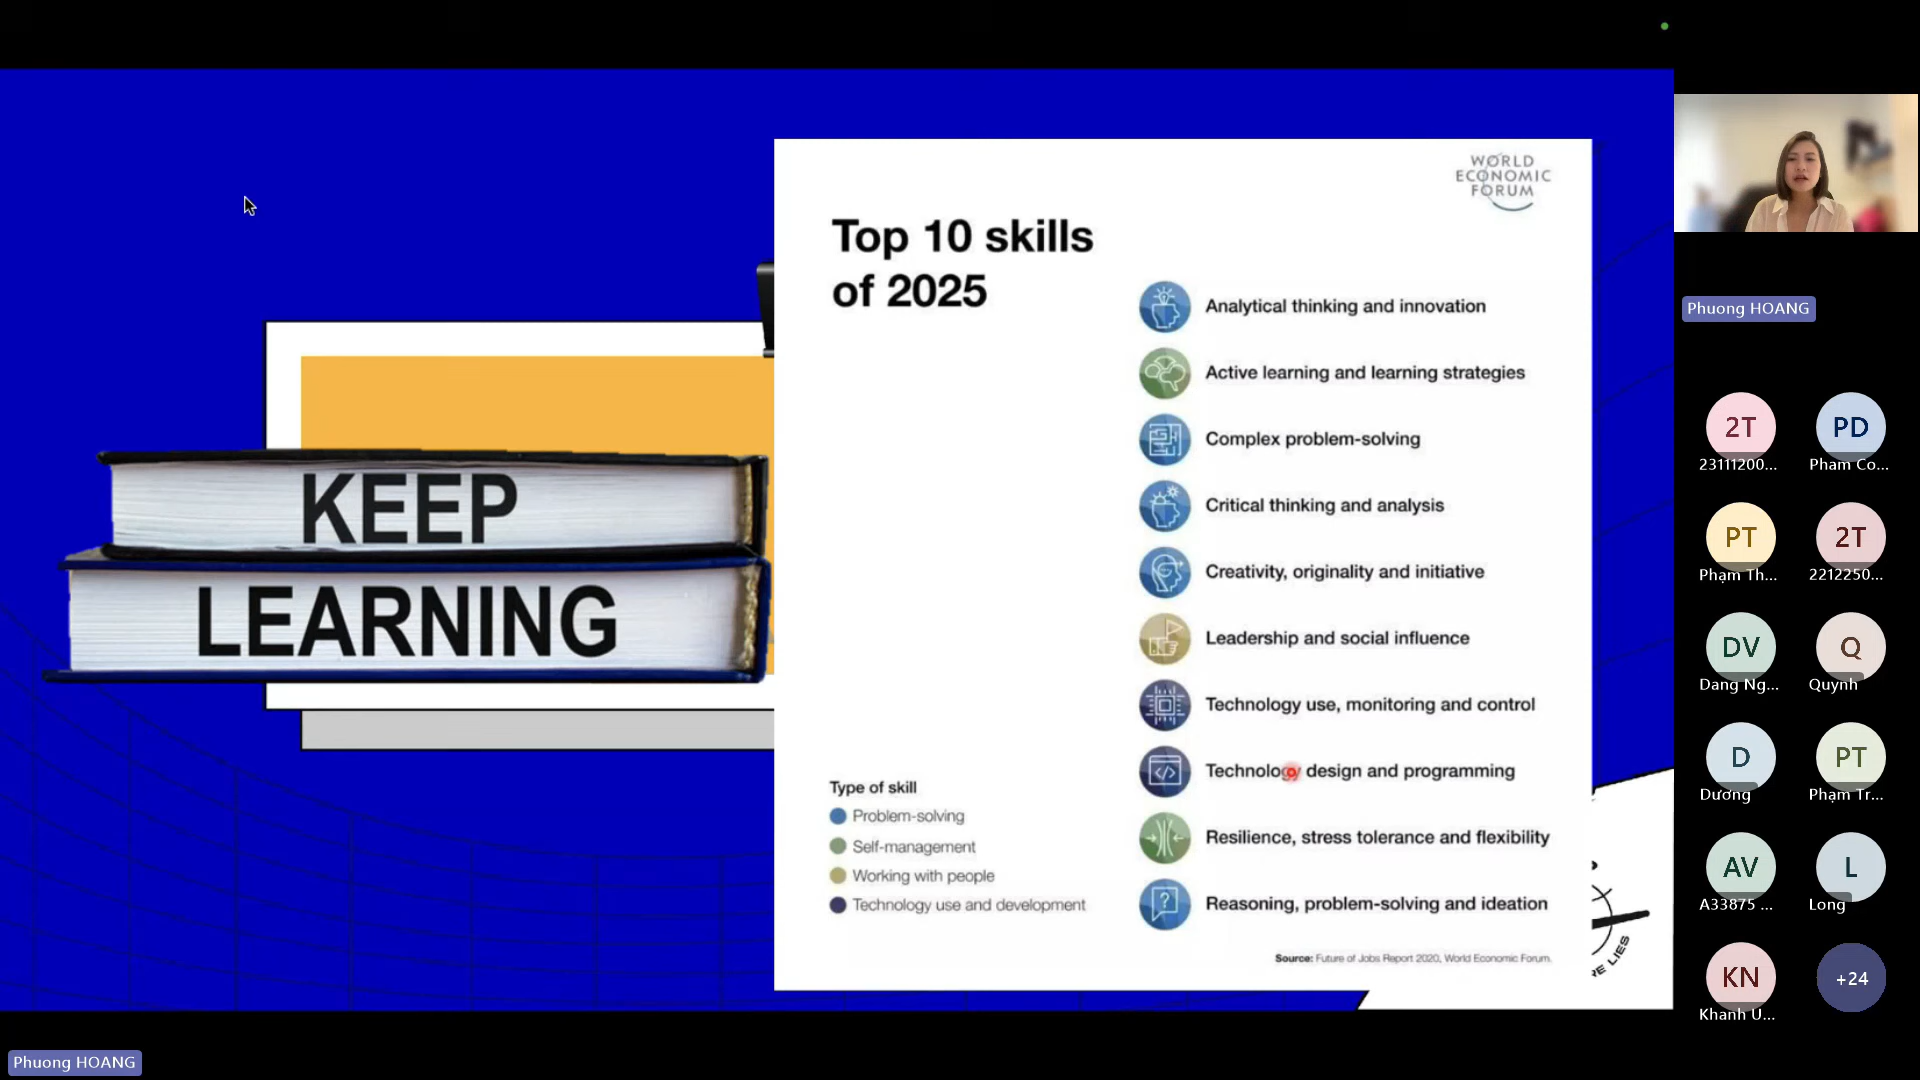 KEEP
LEARNING
WORLD
ECONOMIC
FORUM
Top 10 skills
of 2025
Analytical thinking and innovation
Active learning and learning strategies
Complex problem-solving
Critical thinking and analysis
Creativity, originality and initiative
Leadership and social influence
Technology use, monitoring and control
Technology design and programming
Resilience, stress tolerance and flexibility
Reasoning, problem-solving and ideation
Type of skill
Problem-solving
Self-management
Working with people
Technology use and development
Source: Future of Jobs Report 2020, World Economic Forum.
RE LIES
Phuong HOANG
2T
23111200...
PD
Pham Co...
PT
Phạm Th...
2T
2212250...
DV
Dang Ng...
Q
Quynh
D
Dương
PT
Phạm Tr...
AV
A33875 ...
L
Long
KN
Khanh U...
+24
Phuong HOANG